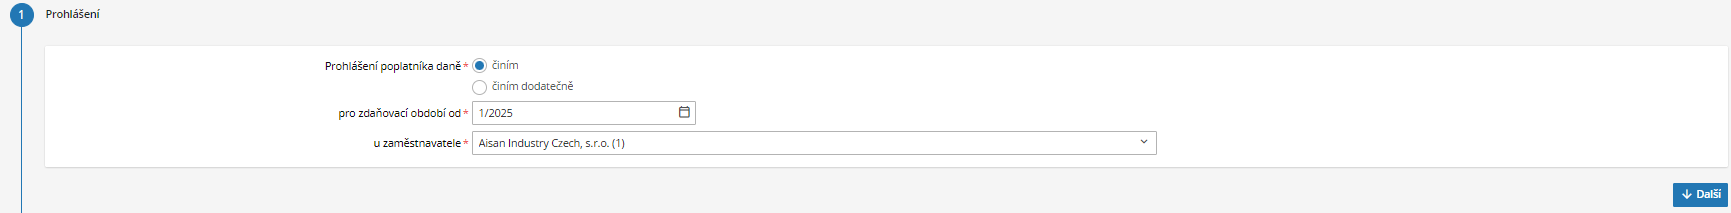 1 Prohlášení
Prohlášení poplatníka daně * činím
činím dodatečně
pro zdaňovací období od * 1/2025
u zaměstnavatele * Aisan Industry Czech, s.r.o. (1)
Další